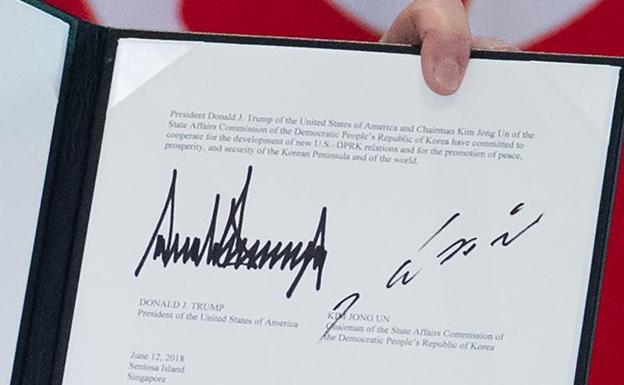 President Donald J. Trump of the United States of America and Chairman Kim Jong Un of the
State Affairs Commission of the Democratic People's Republic of Korea have committed to
cooperate for the development of new U.S.-DPRK relations and for the promotion of peace,
prosperity, and security of the Korean Peninsula and of the world.
DONALD J. TRUMP
President of the United States of America
KIM JONG UN
Chairman of the State Affairs Commission of
the Democratic People's Republic of Korea
June 12, 2018
Sentosa Island
Singapore